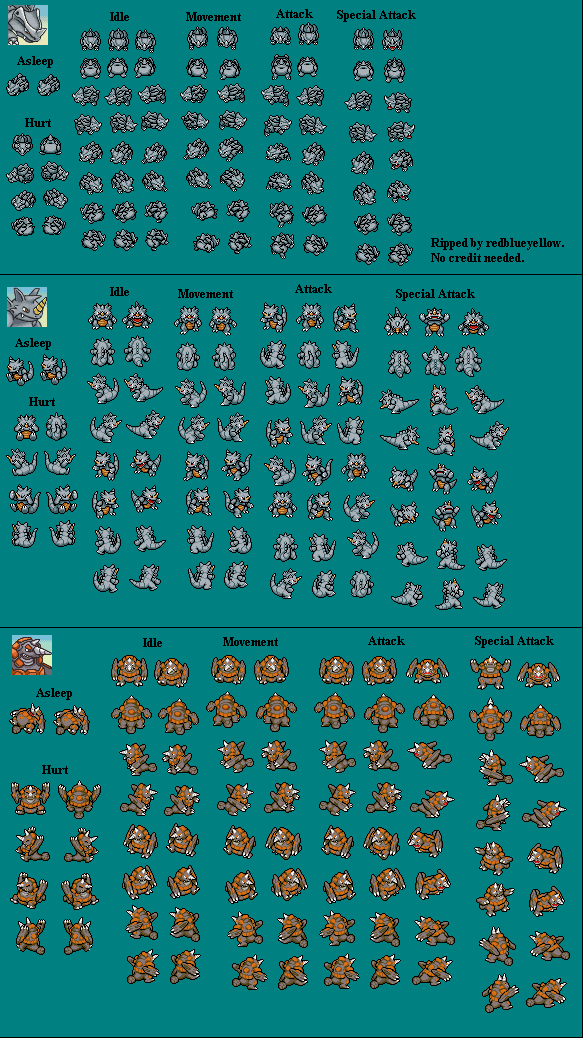 Idle
Movement
Attack
Special Attack
Asleep
Hurt
Ripped by redblueyellow.
No credit needed.
Idle
Movement
Attack
Special Attack
Asleep
Hurt
Idle
Movement
Attack
Special Attack
Asleep
Hurt